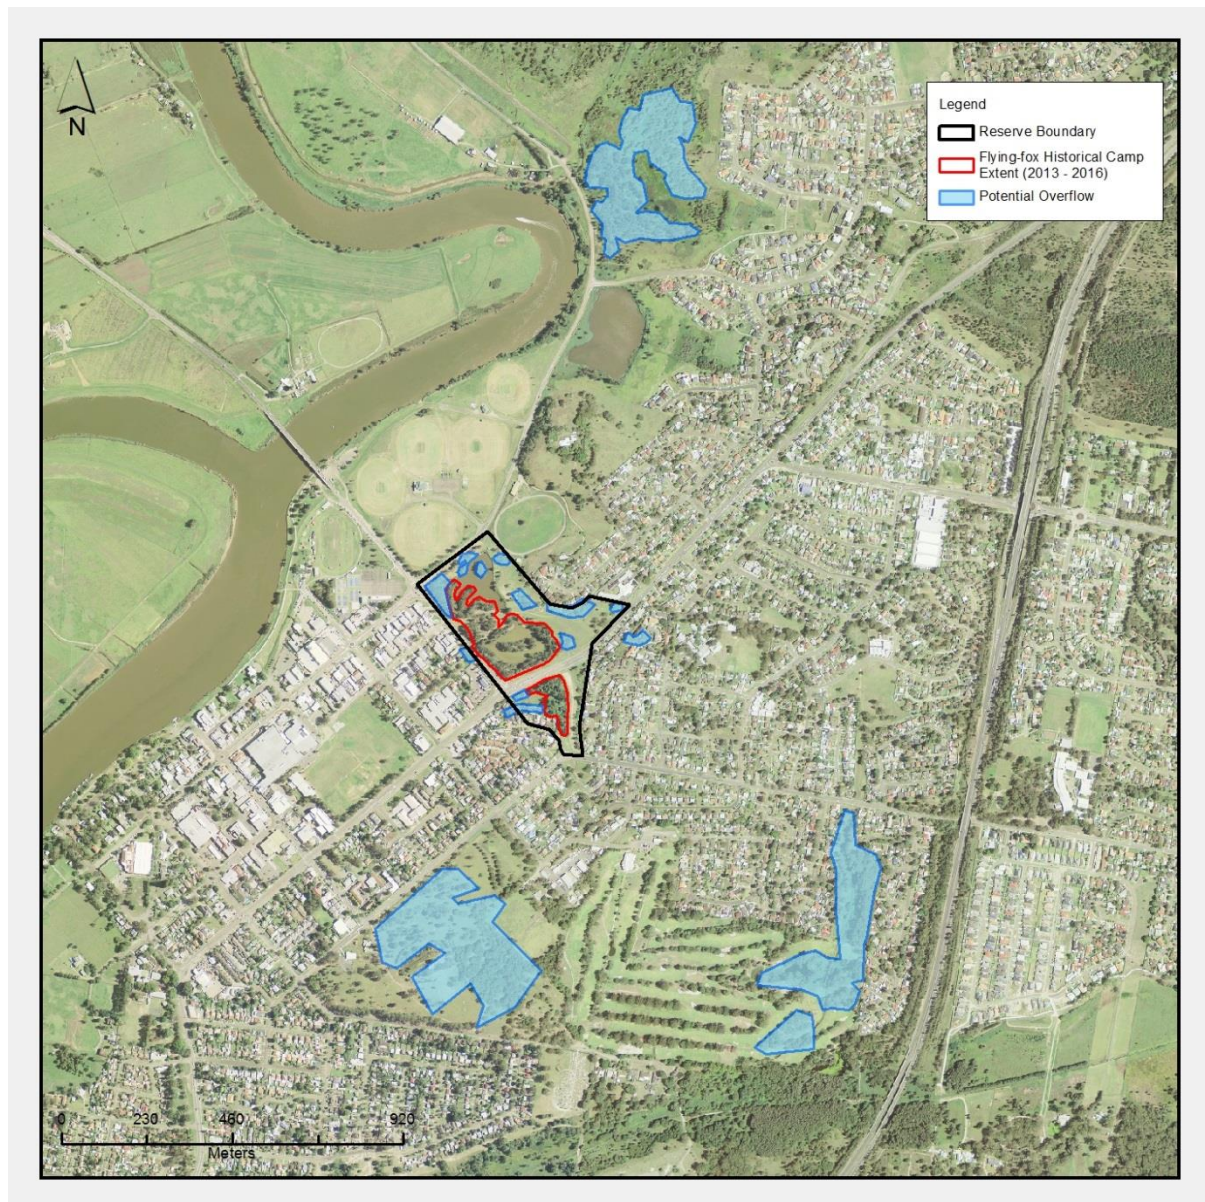 N
Legend
Reserve Boundary
Flying-fox Historical Camp
Extent (2013 - 2016)
Potential Overflow
0 230 460 920
Meters